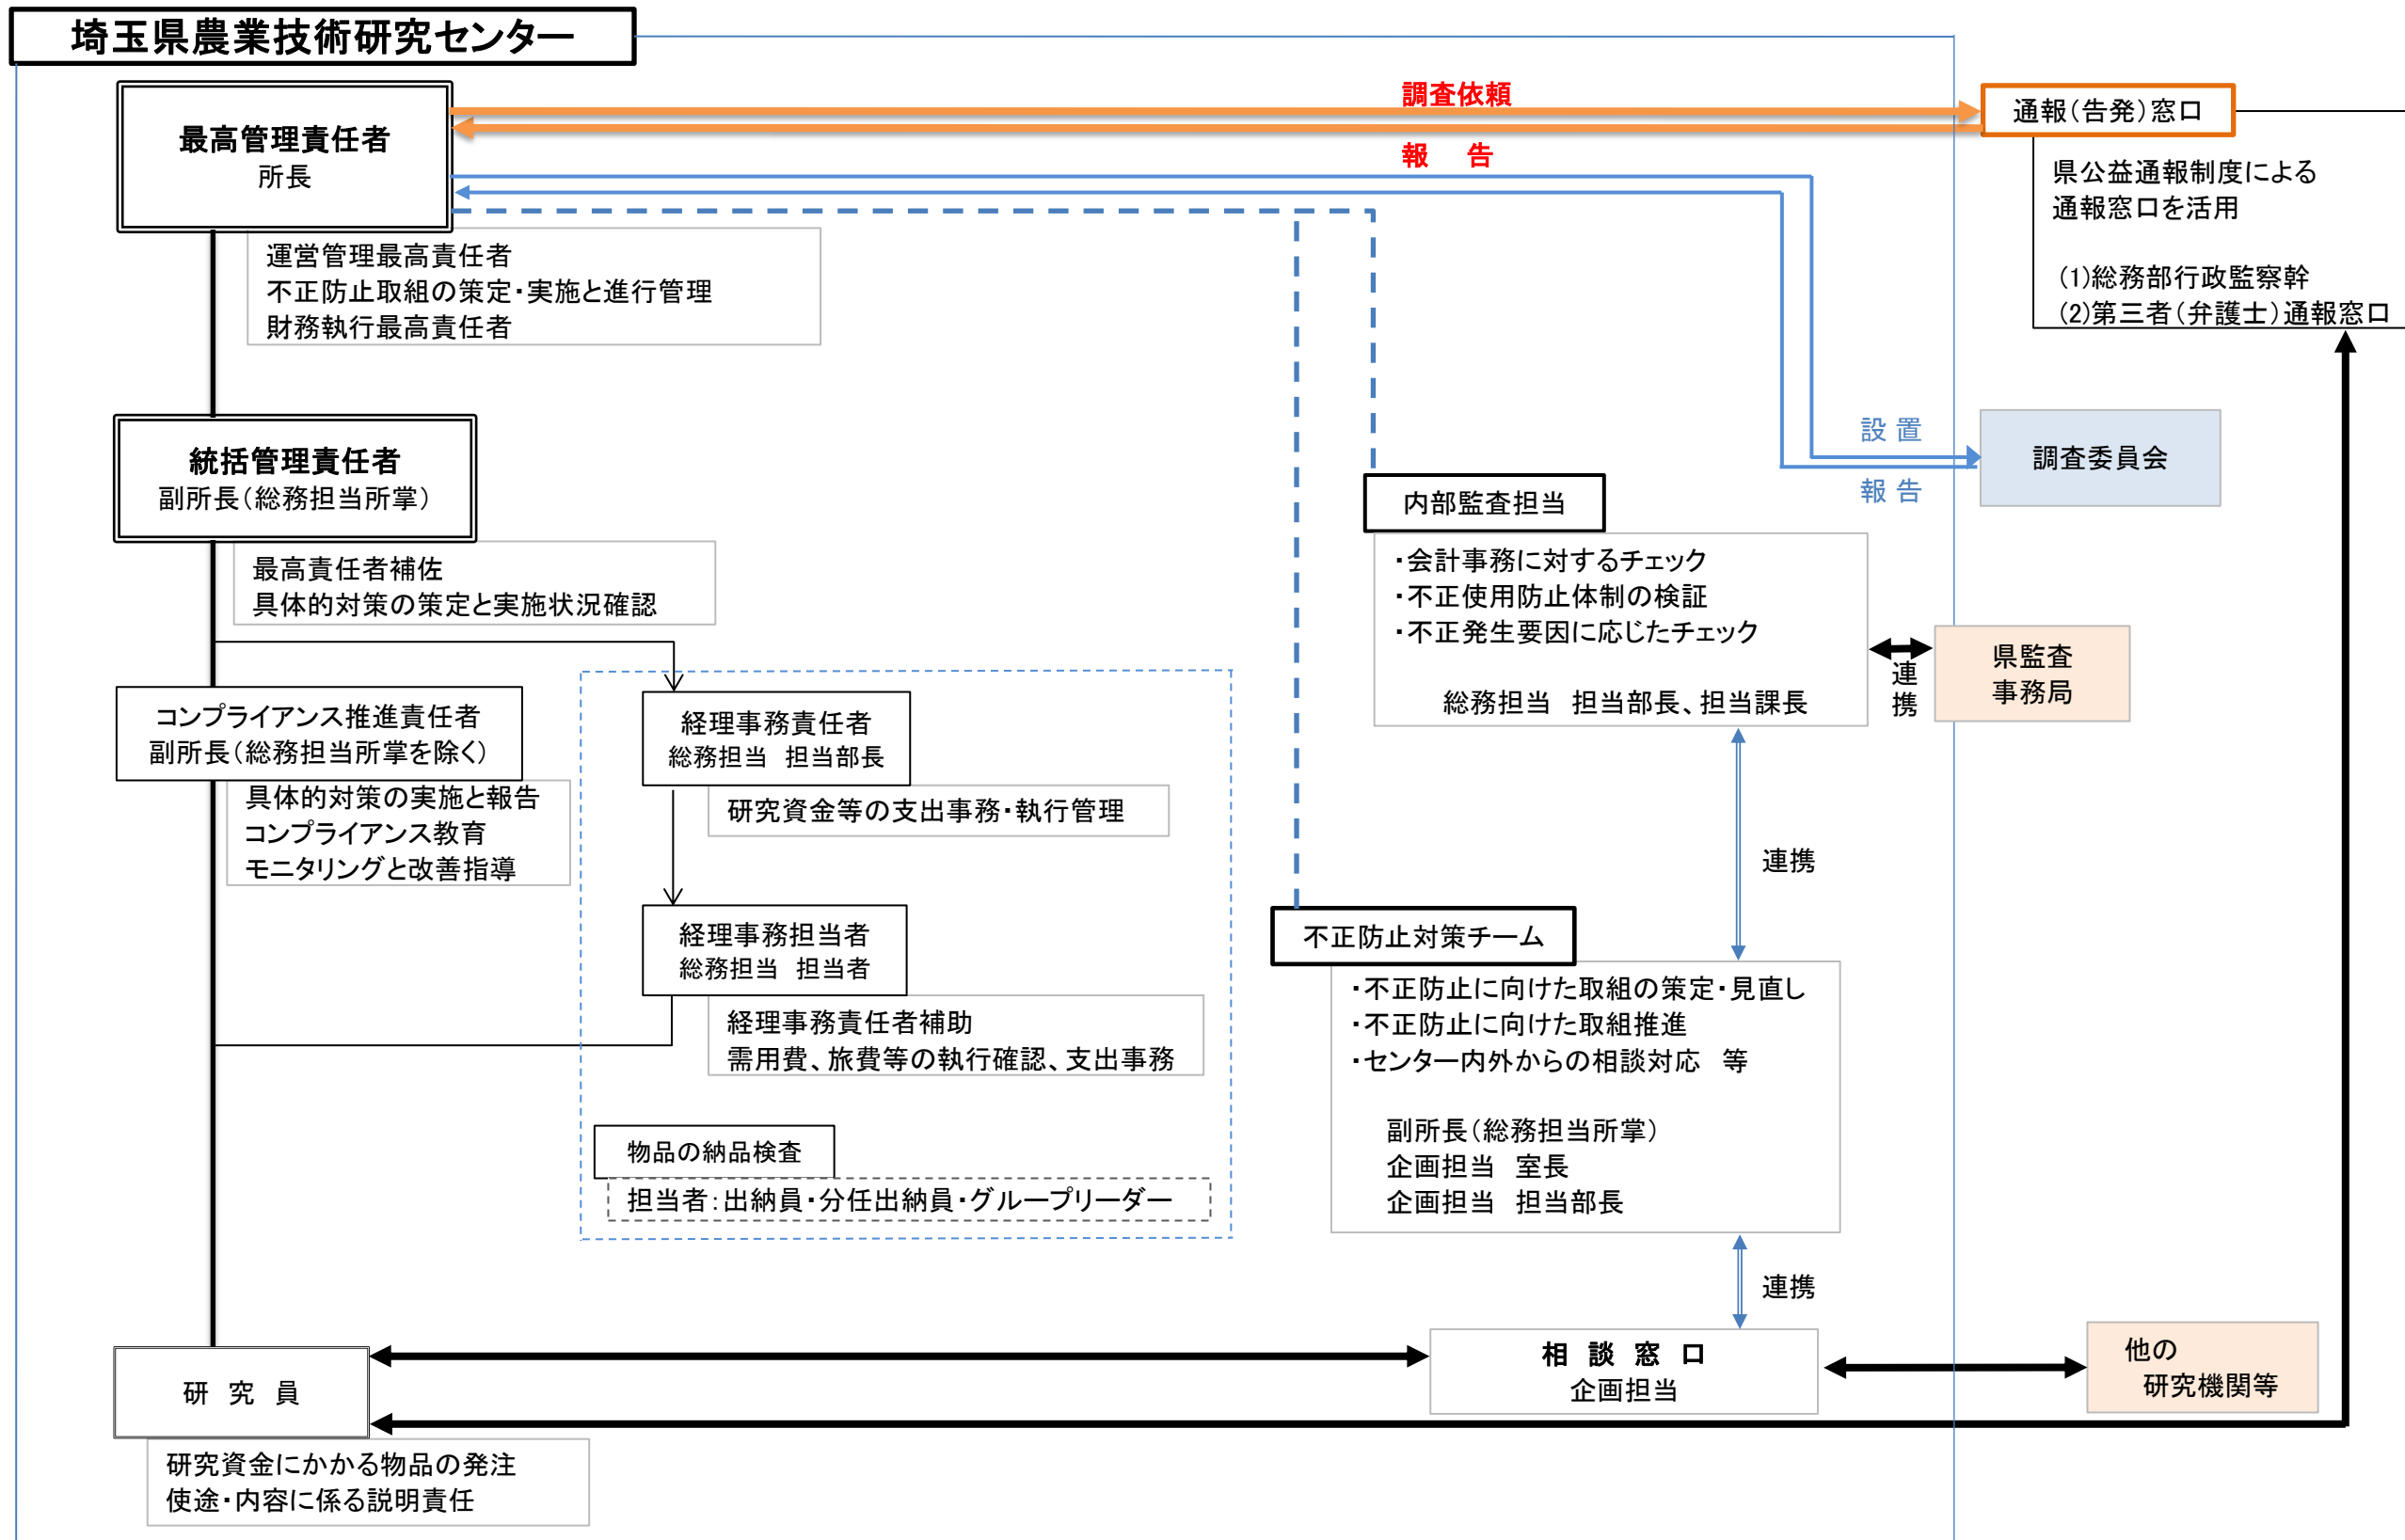 埼玉県農業技術研究センター
最高管理責任者
所長
運営管理最高責任者
不正防止取組の策定・実施と進行管理
財務執行最高責任者
調査依頼
報　告
通報（告発）窓口
県公益通報制度による
通報窓口を活用
(1)総務部行政監察幹
(2)第三者（弁護士）通報窓口
統括管理責任者
副所長（総務担当所掌）
最高責任者補佐
具体的対策の策定と実施状況確認
設 置
報 告
調査委員会
内部監査担当
・会計事務に対するチェック
・不正使用防止体制の検証
・不正発生要因に応じたチェック
総務担当　担当部長、担当課長
連携
県監査
事務局
コンプライアンス推進責任者
副所長（総務担当所掌を除く）
具体的対策の実施と報告
コンプライアンス教育
モニタリングと改善指導
経理事務責任者
総務担当　担当部長
研究資金等の支出事務・執行管理
経理事務担当者
総務担当　担当者
経理事務責任者補助
需用費、旅費等の執行確認、支出事務
物品の納品検査
担当者：出納員・分任出納員・グループリーダー
連携
不正防止対策チーム
・不正防止に向けた取組の策定・見直し
・不正防止に向けた取組推進
・センター内外からの相談対応　等
副所長（総務担当所掌）
企画担当　室長
企画担当　担当部長
連携
相　談　窓　口
企画担当
他の
研究機関等
研　究　員
研究資金にかかる物品の発注
使途・内容に係る説明責任